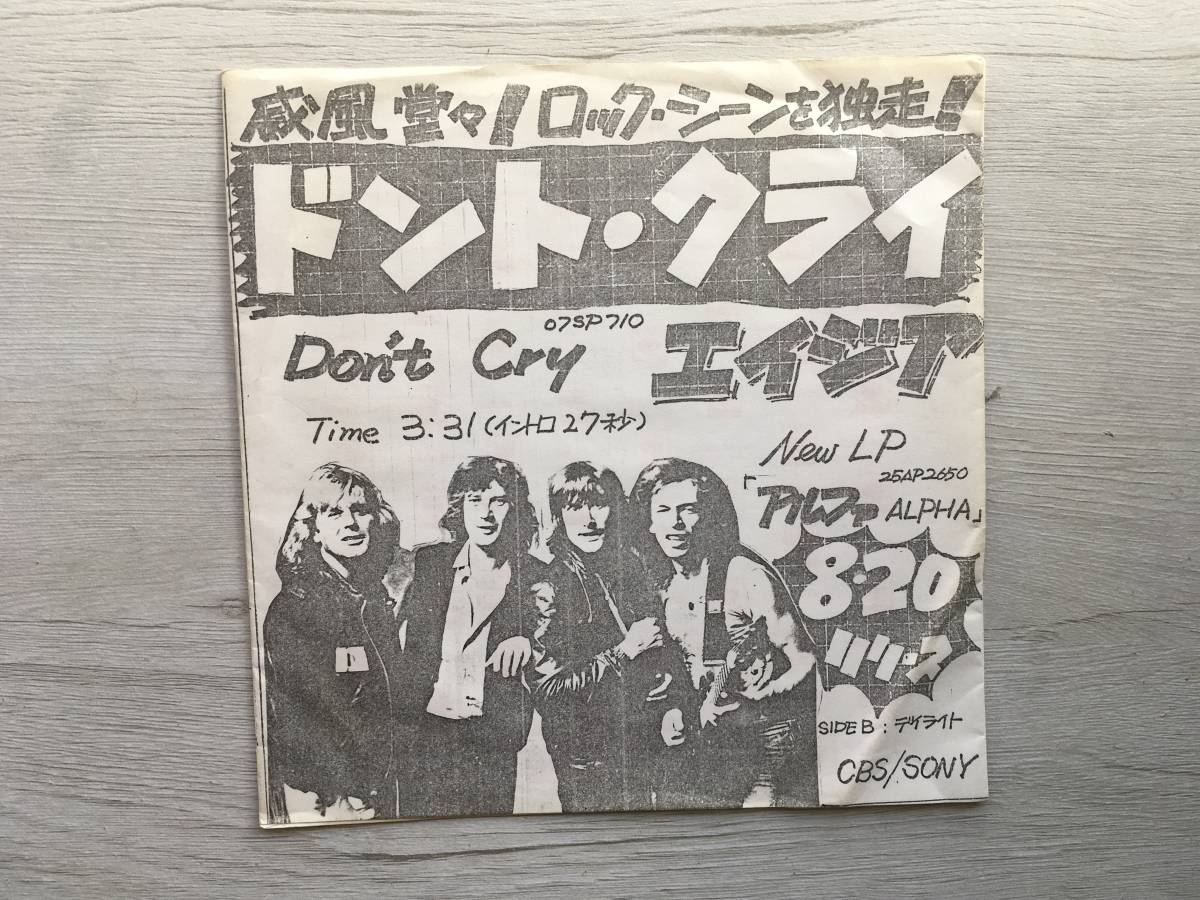 威風堂々!ロック・シーンを独走!
ドント・クライ
07SP710
Don't Cry エイジア
Time 3:31(イントロ27秒)
New LP
25AP2650
「アルファ ALPHA」
8・20
リリース
SIDE B:デイライト
CBS/SONY